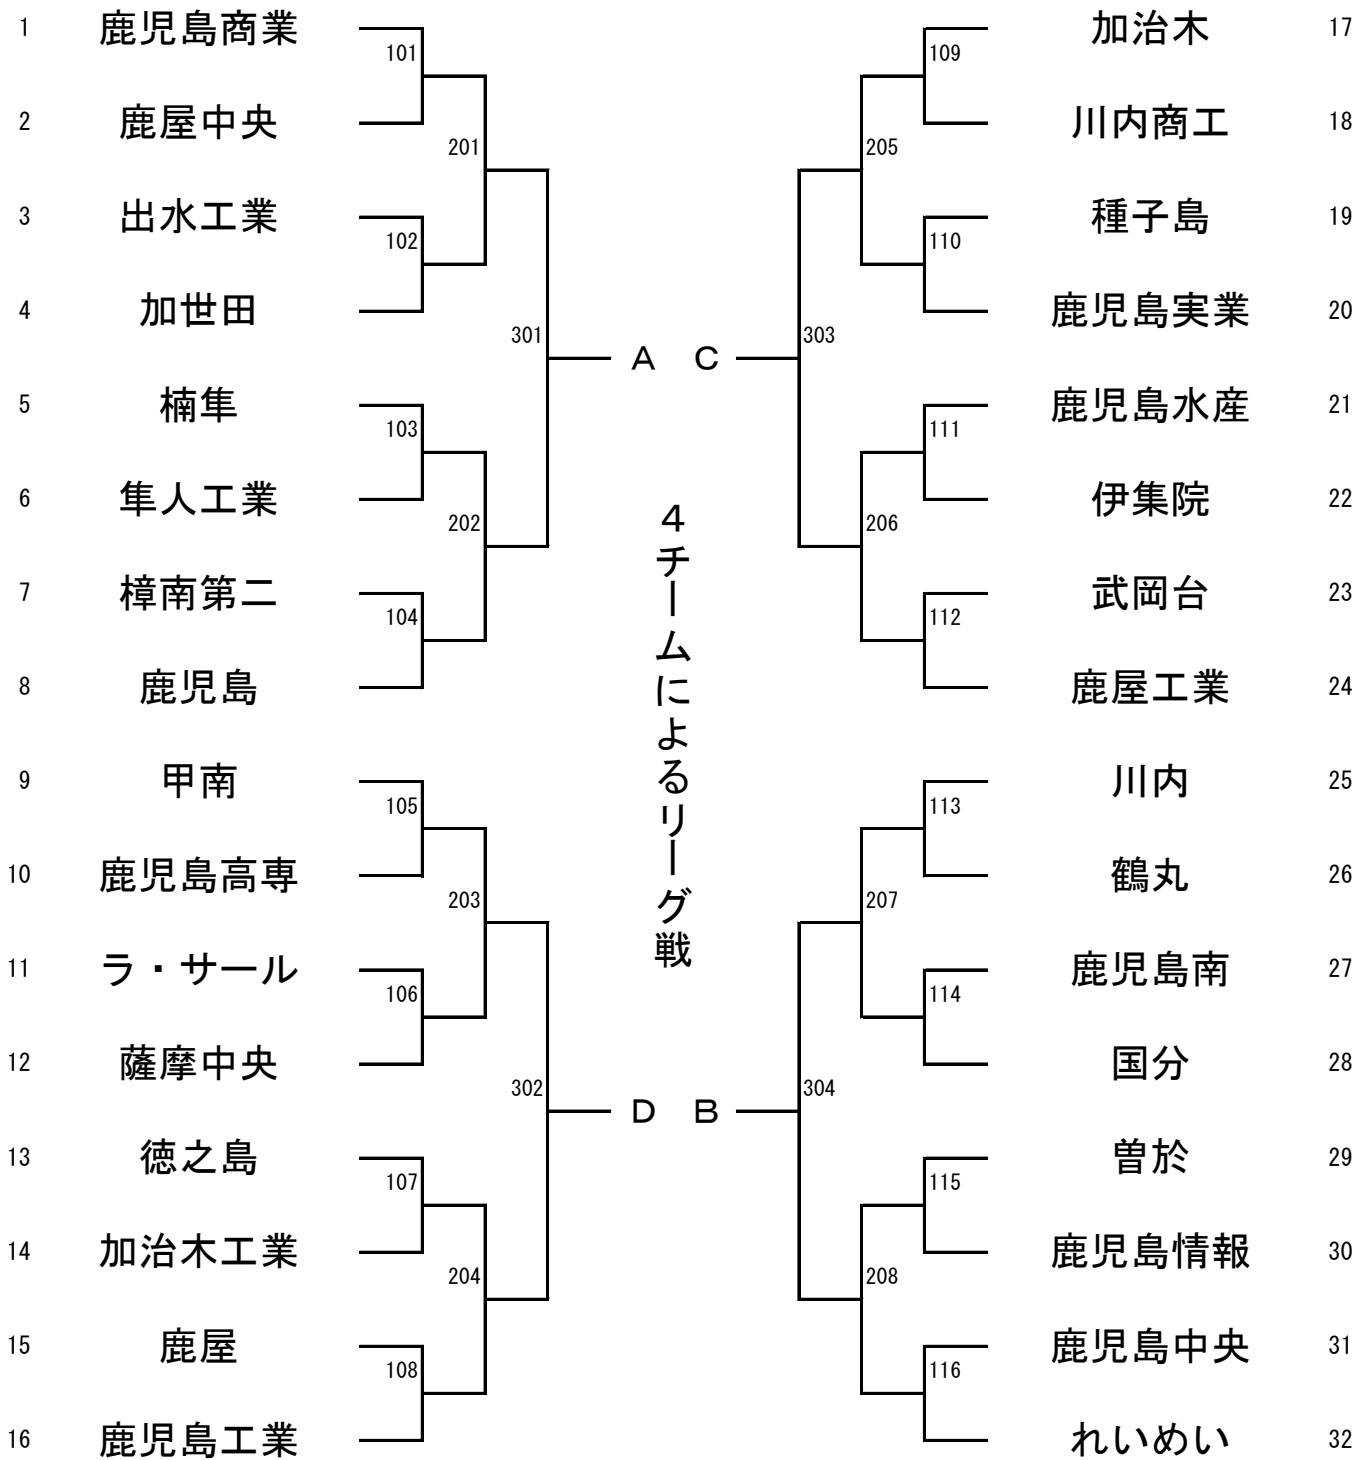 1 鹿児島商業
101
2 鹿屋中央
201
3 出水工業
102
4 加世田
301
5 楠隼
103
6 隼人工業
202
7 樟南第二
104
8 鹿児島
9 甲南
105
10 鹿児島高専
203
11 ラ・サール
106
12 薩摩中央
302
13 徳之島
107
14 加治木工業
204
15 鹿屋
108
16 鹿児島工業
A C
4チームによるリーグ戦
D B
加治木 17
109
川内商工 18
205
種子島 19
110
鹿児島実業 20
303
鹿児島水産 21
111
伊集院 22
206
武岡台 23
112
鹿屋工業 24
川内 25
113
鶴丸 26
207
鹿児島南 27
114
国分 28
304
曽於 29
115
鹿児島情報 30
208
鹿児島中央 31
116
れいめい 32